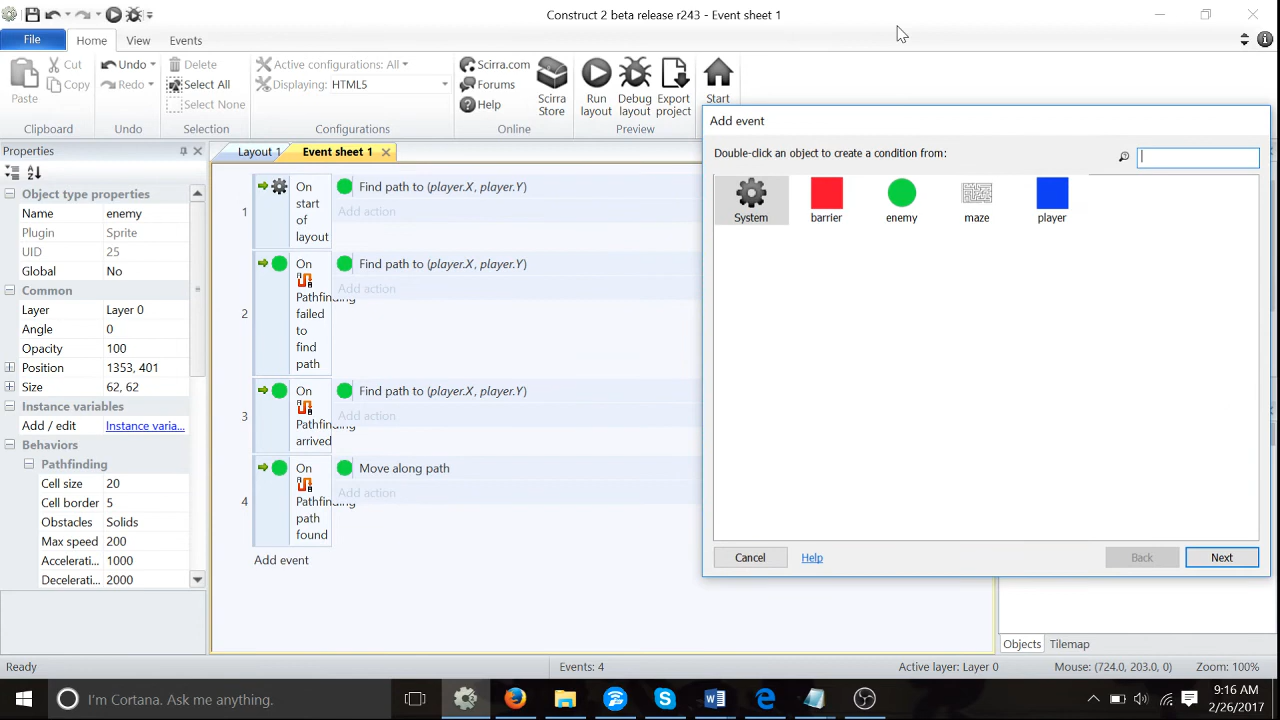 Construct 2 beta release r243 - Event sheet 1
File
Home
View
Events
Paste
Cut
Copy
Clipboard
Undo
Redo
Undo
Delete
Select All
Select None
Selection
Active configurations: All
Displaying: HTML5
Configurations
Scirra.com
Forums
Help
Online
Scirra Store
Run layout
Debug layout
Export project
Preview
Start
Properties
Object type properties
Name enemy
Plugin Sprite
UID 25
Global No
Common
Layer Layer 0
Angle 0
Opacity 100
Position 1353, 401
Size 62, 62
Instance variables
Add / edit Instance varia...
Behaviors
Pathfinding
Cell size 20
Cell border 5
Obstacles Solids
Max speed 200
Accelerati... 1000
Decelerati... 2000
Layout 1
Event sheet 1
1
On
start
of
layout
Find path to (player.X, player.Y)
Add action
2
On
Pathfinding
failed
to
find
path
Find path to (player.X, player.Y)
Add action
3
On
Pathfinding
arrived
Find path to (player.X, player.Y)
Add action
4
On
Pathfinding
path
found
Move along path
Add action
Add event
Add event
Double-click an object to create a condition from:
System
barrier
enemy
maze
player
Cancel
Help
Back
Next
Objects
Tilemap
Ready
Events: 4
Active layer: Layer 0
Mouse: (724.0, 203.0, 0)
Zoom: 100%
I'm Cortana. Ask me anything.
9:16 AM
2/26/2017